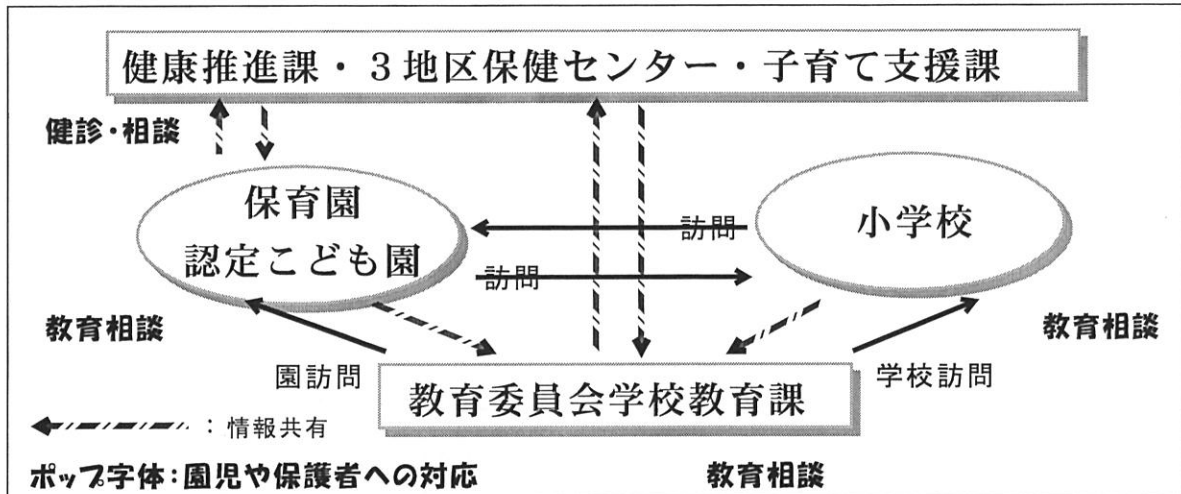 健康推進課・3地区保健センター・子育て支援課
健診・相談
保育園
認定こども園
小学校
訪問
訪問
教育相談
教育相談
園訪問
学校訪問
教育委員会学校教育課
：情報共有
ポップ字体：園児や保護者への対応
教育相談